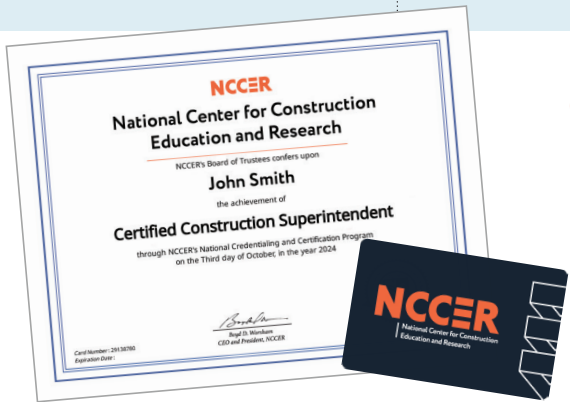 NCCER
National Center for Construction
Education and Research
NCCER's Board of Trustees confers upon
John Smith
the achievement of
Certified Construction Superintendent
through NCCER's National Credentialing and Certification Program
on the Third day of October, in the year 2024
Boyd D. Worsham
CEO and President, NCCER
Card Number : 29138760
Expiration Date :
NCCER
National Center for Construction
Education and Research